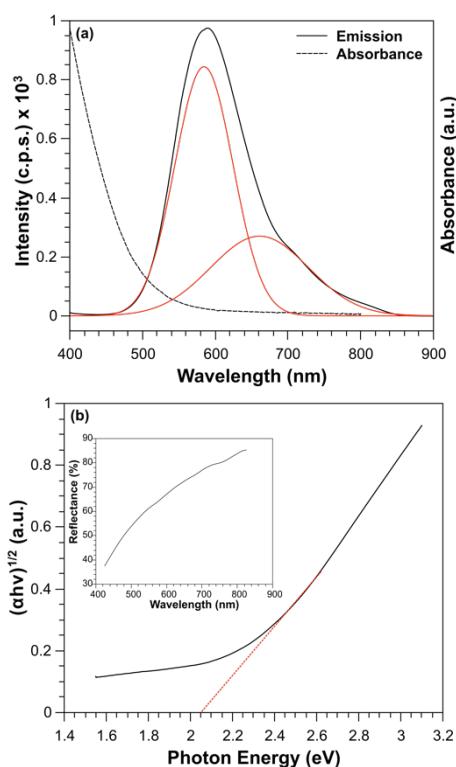 (a)
Emission
Absorbance
1
0.8
0.6
0.4
0.2
0
Intensity (c.p.s.) x 10³
Absorbance (a.u.)
400 500 600 700 800 900
Wavelength (nm)
(b)
1
0.8
0.6
0.4
0.2
0
(αhν)1/2 (a.u.)
90
80
70
60
50
40
30
Reflectance (%)
400 500 600 700 800 900
Wavelength (nm)
1.4 1.6 1.8 2 2.2 2.4 2.6 2.8 3 3.2
Photon Energy (eV)